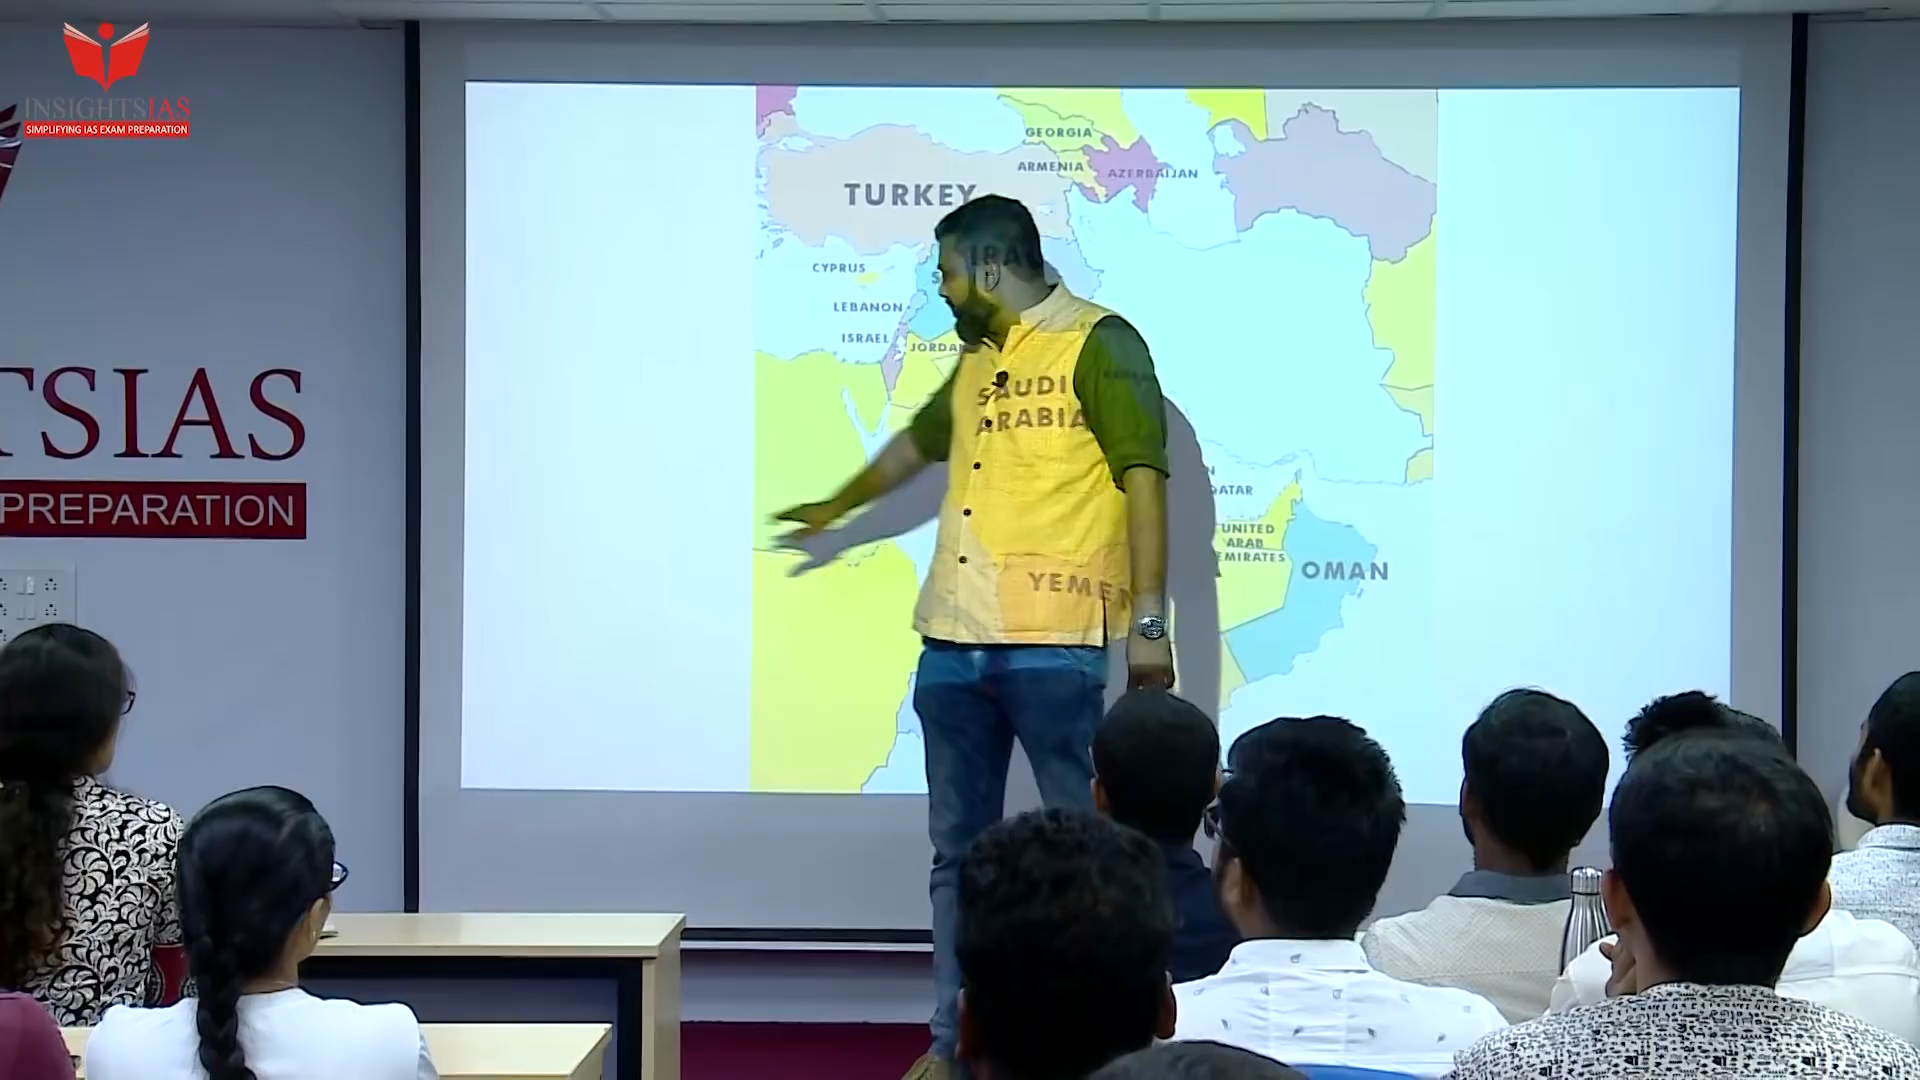 INSIGHTSIAS
SIMPLIFYING IAS EXAM PREPARATION
TSIAS
PREPARATION
GEORGIA
ARMENIA
AZERBAIJAN
TURKEY
IRAQ
CYPRUS
LEBANON
ISRAEL
JORDAN
SAUDI
ARABIA
QATAR
UNITED
ARAB
EMIRATES
OMAN
YEMEN